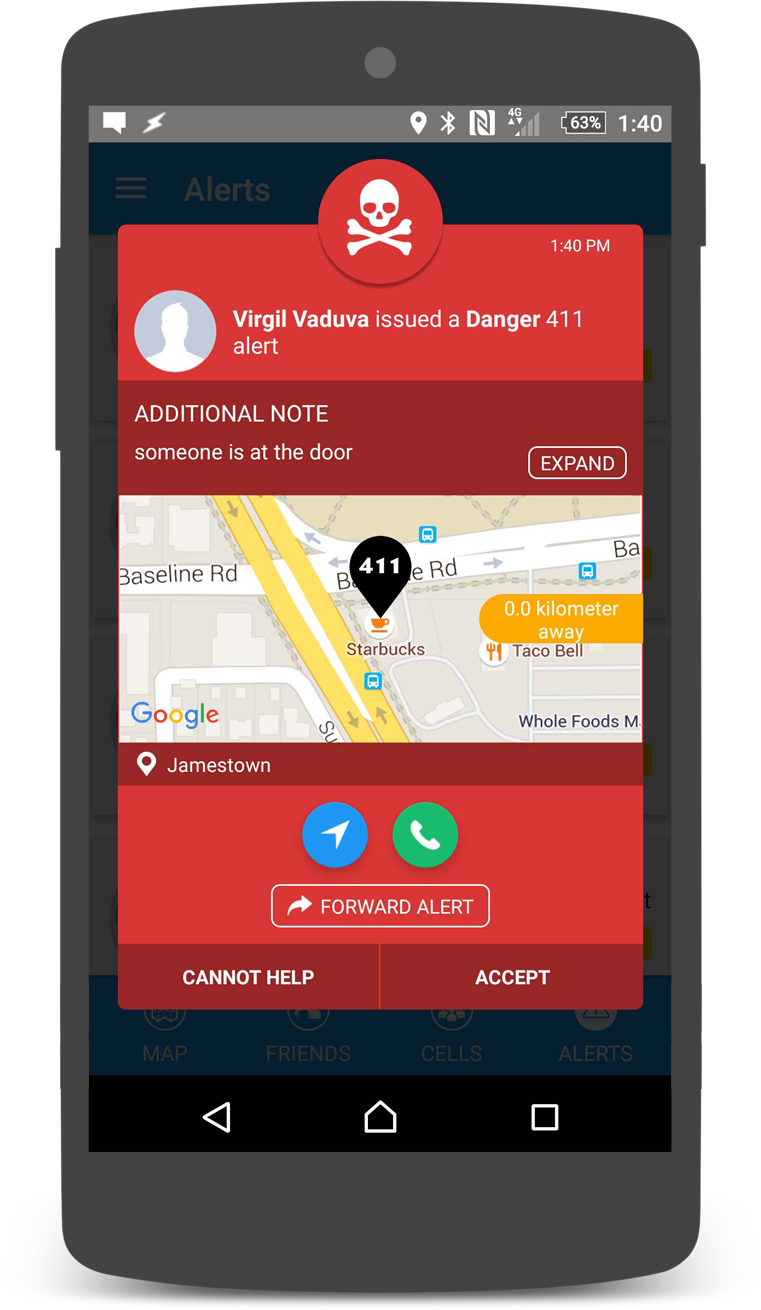 4G
63%
1:40
Alerts
1:40 PM
Virgil Vaduva issued a Danger 411
alert
ADDITIONAL NOTE
someone is at the door
EXPAND
Baseline Rd
Rd
Ba
411
0.0 kilometer
away
Starbucks
Taco Bell
Google
Su
Whole Foods M
Jamestown
FORWARD ALERT
t
CANNOT HELP
ACCEPT
MAP
FRIENDS
CELLS
ALERTS